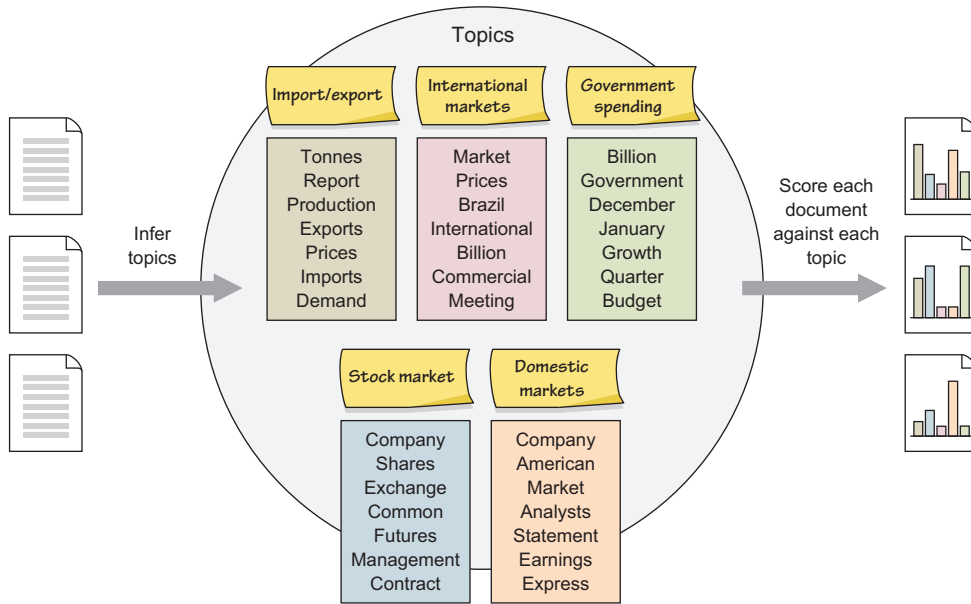 Topics
Import/export
International
markets
Government
spending
Tonnes
Report
Production
Exports
Prices
Imports
Demand
Market
Prices
Brazil
International
Billion
Commercial
Meeting
Billion
Government
December
January
Growth
Quarter
Budget
Infer
topics
Score each
document
against each
topic
Stock market
Domestic
markets
Company
Shares
Exchange
Common
Futures
Management
Contract
Company
American
Market
Analysts
Statement
Earnings
Express